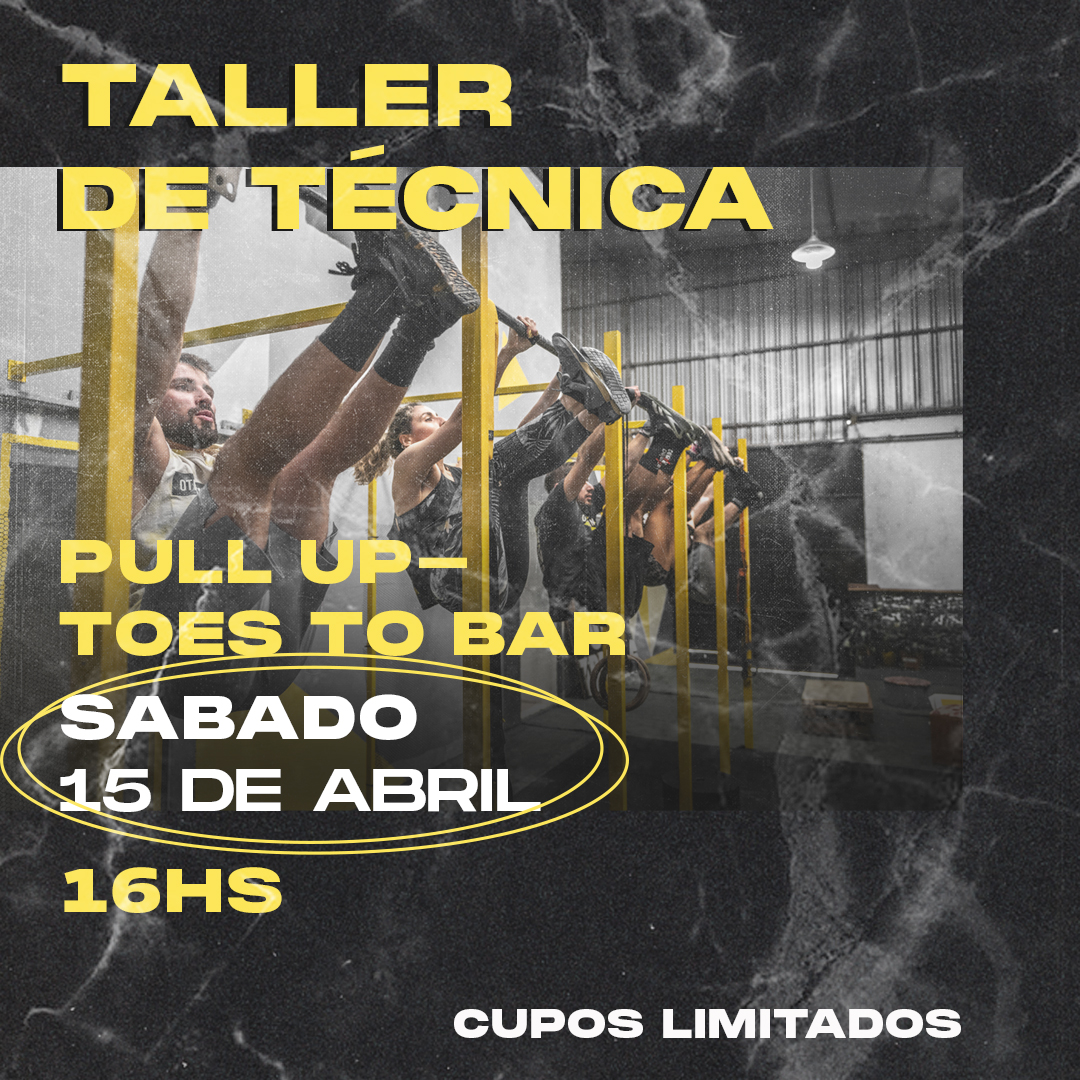 TALLER
DE TÉCNICA
PULL UP-
TOES TO BAR
SABADO
15 DE ABRIL
16HS
CUPOS LIMITADOS